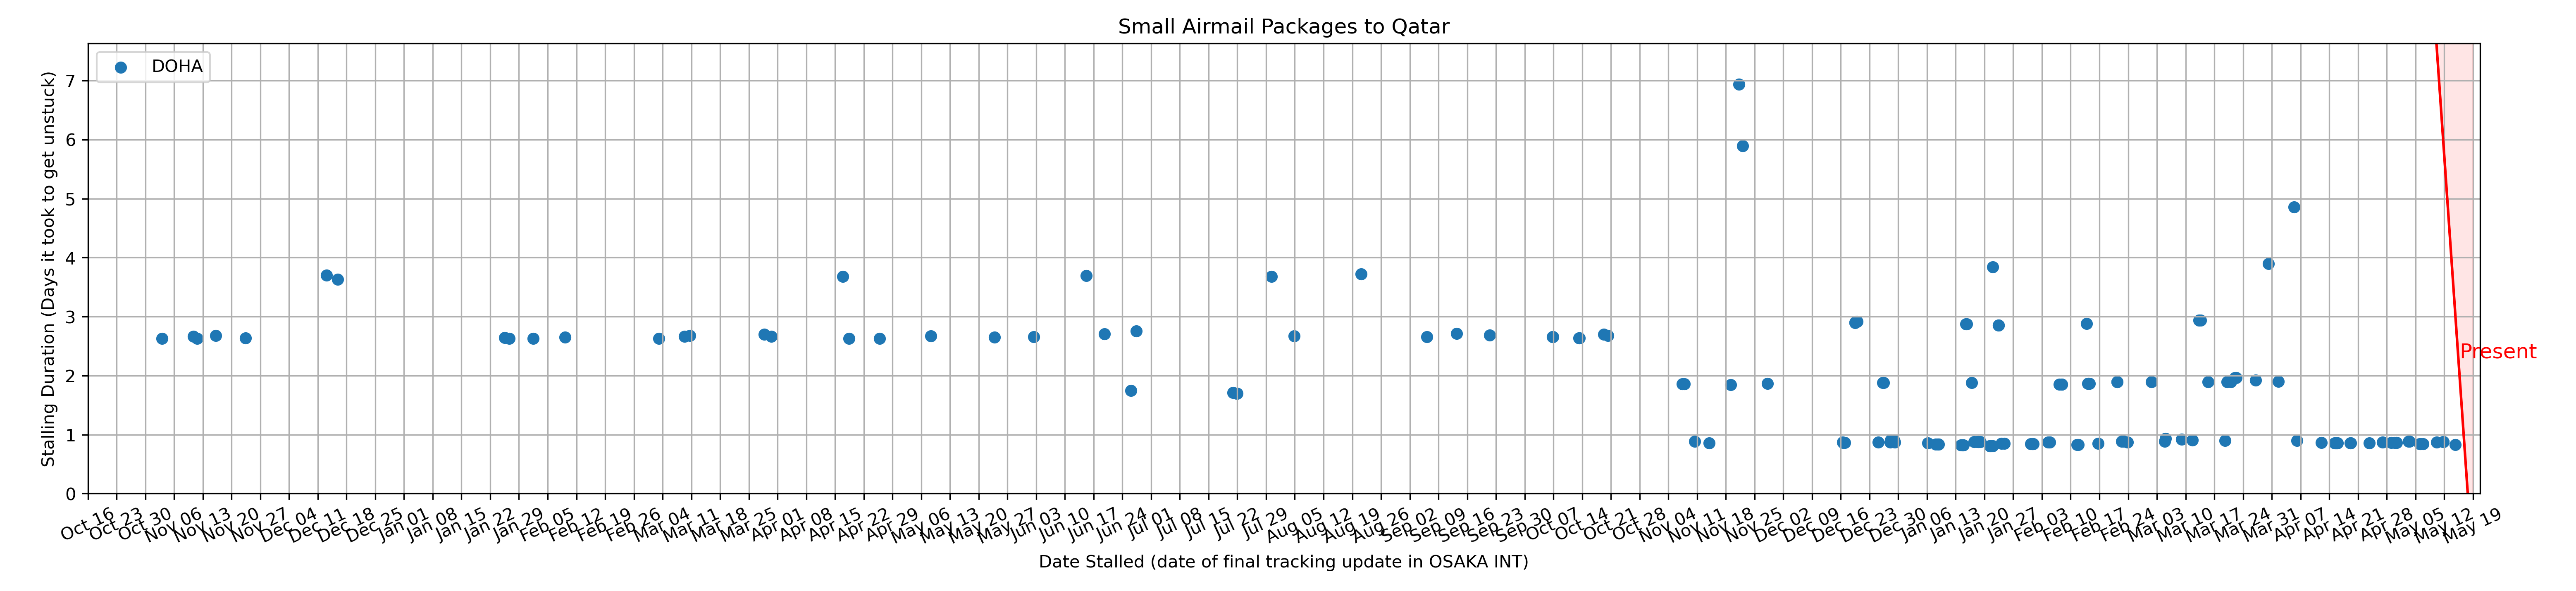 Small Airmail Packages to Qatar
DOHA
Stalling Duration (Days it took to get unstuck)
7
6
5
4
3
2
1
0
Present
Oct 16
Oct 23
Oct 30
Nov 06
Nov 13
Nov 20
Nov 27
Dec 04
Dec 11
Dec 18
Dec 25
Jan 01
Jan 08
Jan 15
Jan 22
Jan 29
Feb 05
Feb 12
Feb 19
Feb 26
Mar 04
Mar 11
Mar 18
Mar 25
Apr 01
Apr 08
Apr 15
Apr 22
Apr 29
May 06
May 13
May 20
May 27
Jun 03
Jun 10
Jun 17
Jun 24
Jul 01
Jul 08
Jul 15
Jul 22
Jul 29
Aug 05
Aug 12
Aug 19
Aug 26
Sep 02
Sep 09
Sep 16
Sep 23
Sep 30
Oct 07
Oct 14
Oct 21
Oct 28
Nov 04
Nov 11
Nov 18
Nov 25
Dec 02
Dec 09
Dec 16
Dec 23
Dec 30
Jan 06
Jan 13
Jan 20
Jan 27
Feb 03
Feb 10
Feb 17
Feb 24
Mar 03
Mar 10
Mar 17
Mar 24
Mar 31
Apr 07
Apr 14
Apr 21
Apr 28
May 05
May 12
May 19
Date Stalled (date of final tracking update in OSAKA INT)